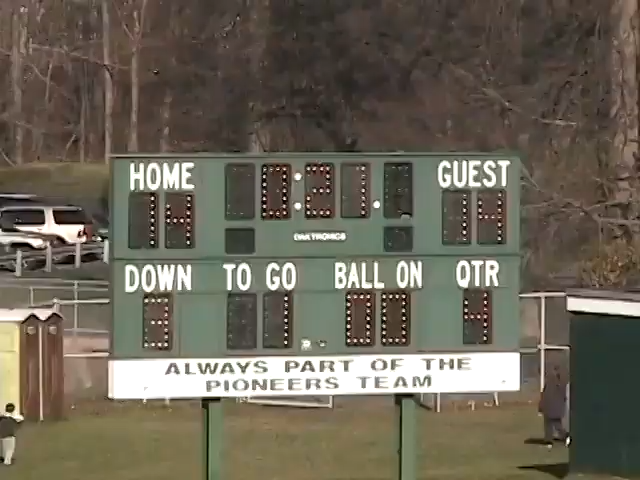 HOME GUEST
14 0:21.1 14
DAKTRONICS
DOWN TO GO BALL ON QTR
00 4
ALWAYS PART OF THE
PIONEERS TEAM